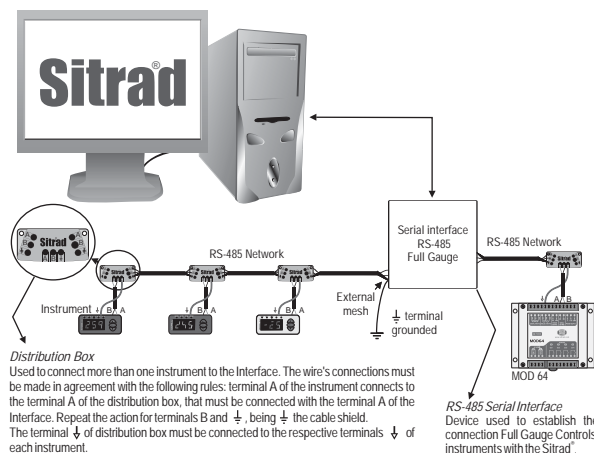 Sitrad®
Serial interface
RS-485
Full Gauge
RS-485 Network
RS-485 Network
A
B
Sitrad
Sitrad
Sitrad
Sitrad
Sitrad
Instrument
B
A
B
A
B
A
A
B
External
mesh
⏚ terminal
grounded
MOD64
MOD 64
Distribution Box
Used to connect more than one instrument to the Interface. The wire's connections must
be made in agreement with the following rules: terminal A of the instrument connects to
the terminal A of the distribution box, that must be connected with the terminal A of the
Interface. Repeat the action for terminals B and ⏚ , being ⏚ the cable shield.
The terminal ↓ of distribution box must be connected to the respective terminals ↓ of
each instrument.
RS-485 Serial Interface
Device used to establish the
connection Full Gauge Controls
instruments with the Sitrad®.